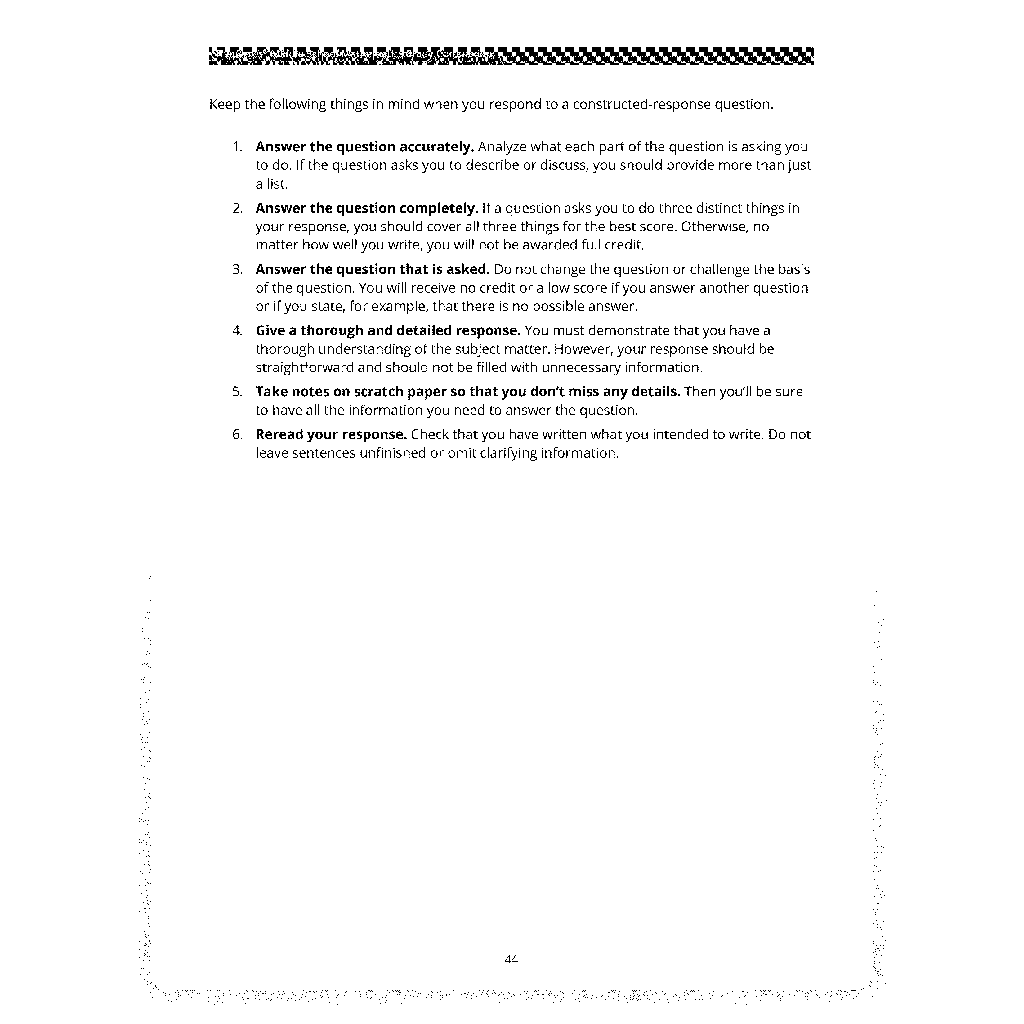 Keep the following things in mind when you respond to a constructed-response question.
1. Answer the question accurately. Analyze what each part of the question is asking you
to do. If the question asks you to describe or discuss, you should provide more than just
a list.
2. Answer the question completely. If a question asks you to do three distinct things in
your response, you should cover all three things for the best score. Otherwise, no
matter how well you write, you will not be awarded full credit.
3. Answer the question that is asked. Do not change the question or challenge the basis
of the question. You will receive no credit or a low score if you answer another question
or if you state, for example, that there is no possible answer.
4. Give a thorough and detailed response. You must demonstrate that you have a
thorough understanding of the subject matter. However, your response should be
straightforward and should not be filled with unnecessary information.
5. Take notes on scratch paper so that you don't miss any details. Then you'll be sure
to have all the information you need to answer the question.
6. Reread your response. Check that you have written what you intended to write. Do not
leave sentences unfinished or omit clarifying information.
44